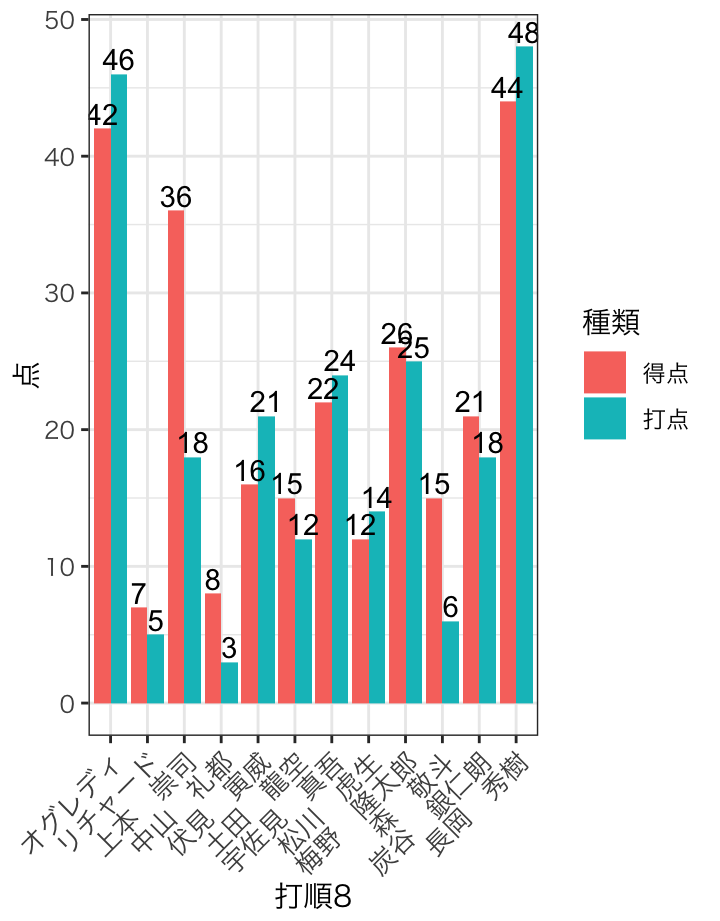 50
40
30
20
10
0
点
42
46
7
5
36
18
8
3
16
21
15
12
22
24
12
14
26
25
15
6
21
18
44
48
オグレディ
リチャード
上本　崇司
中山　礼都
伏見　寅威
土田　龍空
宇佐見　真吾
松川　虎生
梅野　隆太郎
森　敬斗
炭谷　銀仁朗
長岡　秀樹
打順8
種類
得点
打点